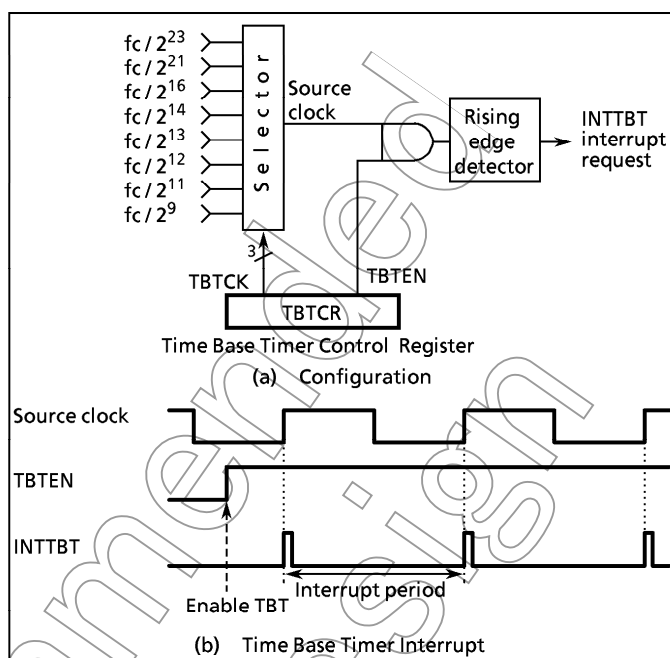 fc / 2^23
fc / 2^21
fc / 2^16
fc / 2^14
fc / 2^13
fc / 2^12
fc / 2^11
fc / 2^9
Selector
Source
clock
Rising
edge
detector
INTTBT
interrupt
request
3
TBTCK
TBTEN
TBTCR
Time Base Timer Control Register
(a) Configuration
Source clock
TBTEN
INTTBT
Interrupt period
Enable TBT
(b) Time Base Timer Interrupt